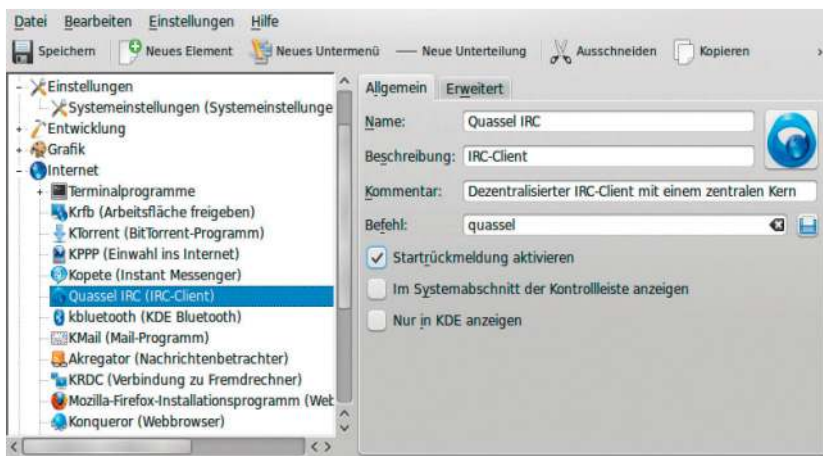 Datei Bearbeiten Einstellungen Hilfe
Speichern Neues Element Neues Untermenü Neue Unterteilung Ausschneiden Kopieren
Einstellungen
Systemeinstellungen (Systemeinstellunge
Entwicklung
Grafik
Internet
Terminalprogramme
Krfb (Arbeitsfläche freigeben)
KTorrent (BitTorrent-Programm)
KPPP (Einwahl ins Internet)
Kopete (Instant Messenger)
Quassel IRC (IRC-Client)
kbluetooth (KDE Bluetooth)
KMail (Mail-Programm)
Akregator (Nachrichtenbetrachter)
KRDC (Verbindung zu Fremdrechner)
Mozilla-Firefox-Installationsprogramm (Wet
Konqueror (Webbrowser)
Allgemein Erweitert
Name: Quassel IRC
Beschreibung: IRC-Client
Kommentar: Dezentralisierter IRC-Client mit einem zentralen Kern
Befehl: quassel
Startrückmeldung aktivieren
Im Systemabschnitt der Kontrollleiste anzeigen
Nur in KDE anzeigen